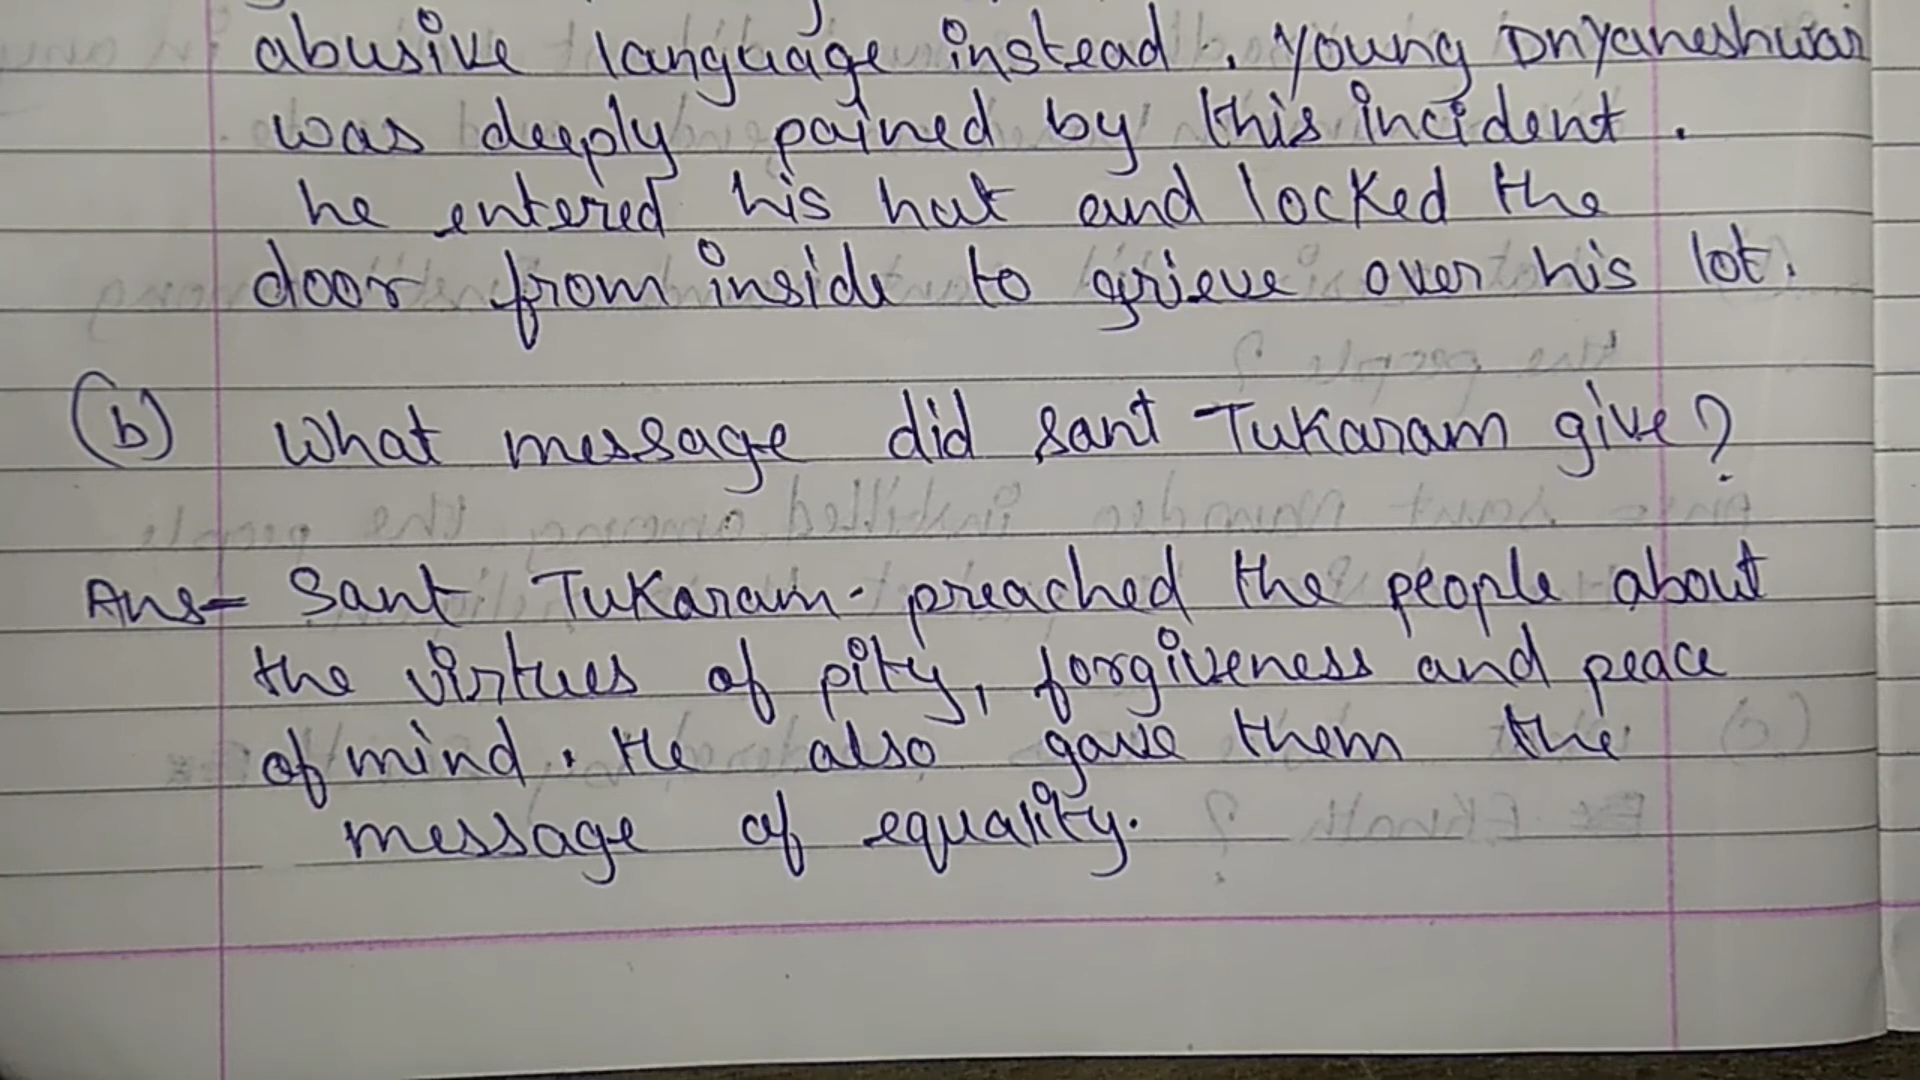 abusive language instead. Young Dnyaneshwar
was deeply pained by this incident.
he entered his hut and locked the
door from inside to grieve over his lot.
(b) What message did sant Tukaram give?
Ans- Sant Tukaram- preached the people about
the virtues of pity, forgiveness and peace
of mind. He also gave them the
message of equality.